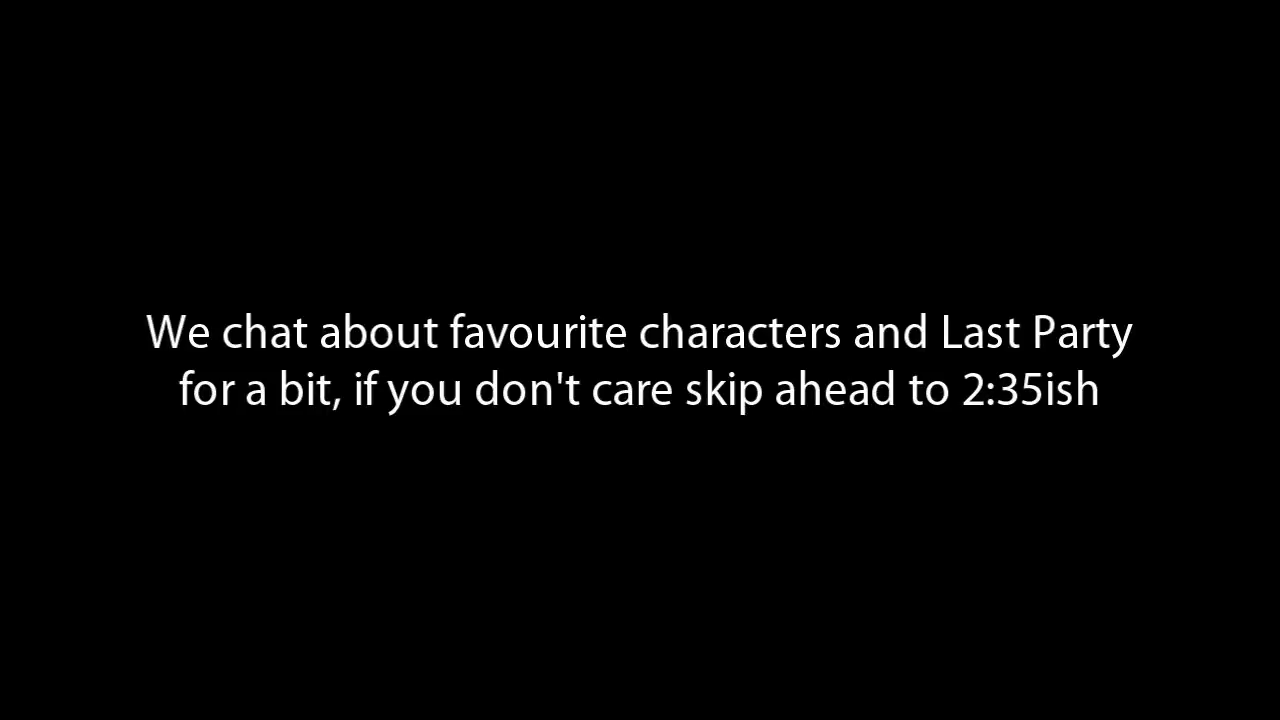 We chat about favourite characters and Last Party
for a bit, if you don't care skip ahead to 2:35ish